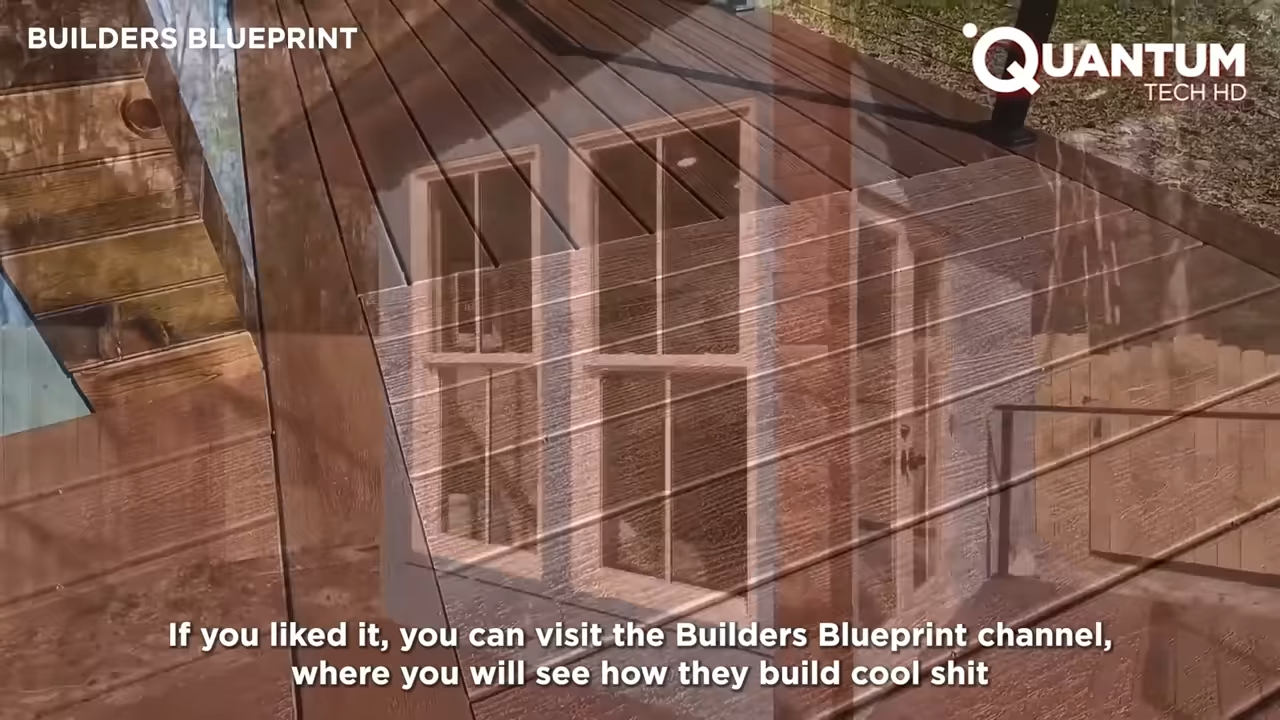 BUILDERS BLUEPRINT
QUANTUM
TECH HD
If you liked it, you can visit the Builders Blueprint channel,
where you will see how they build cool shit